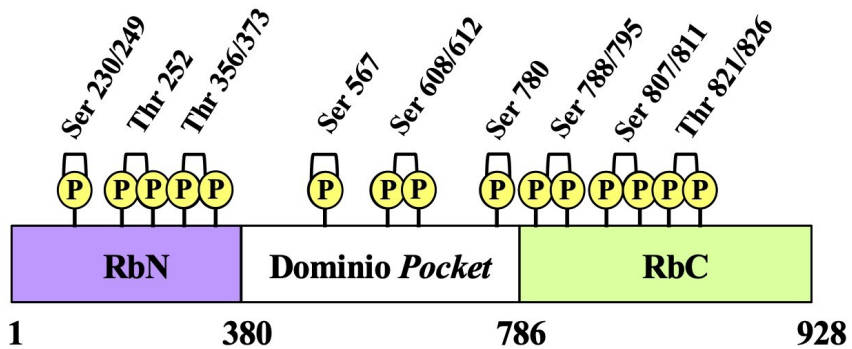 Ser 230/249
Thr 252
Thr 356/373
Ser 567
Ser 608/612
Ser 780
Ser 788/795
Ser 807/811
Thr 821/826
P P P P P P P P P P P P P P P
RbN
Dominio Pocket
RbC
1
380
786
928